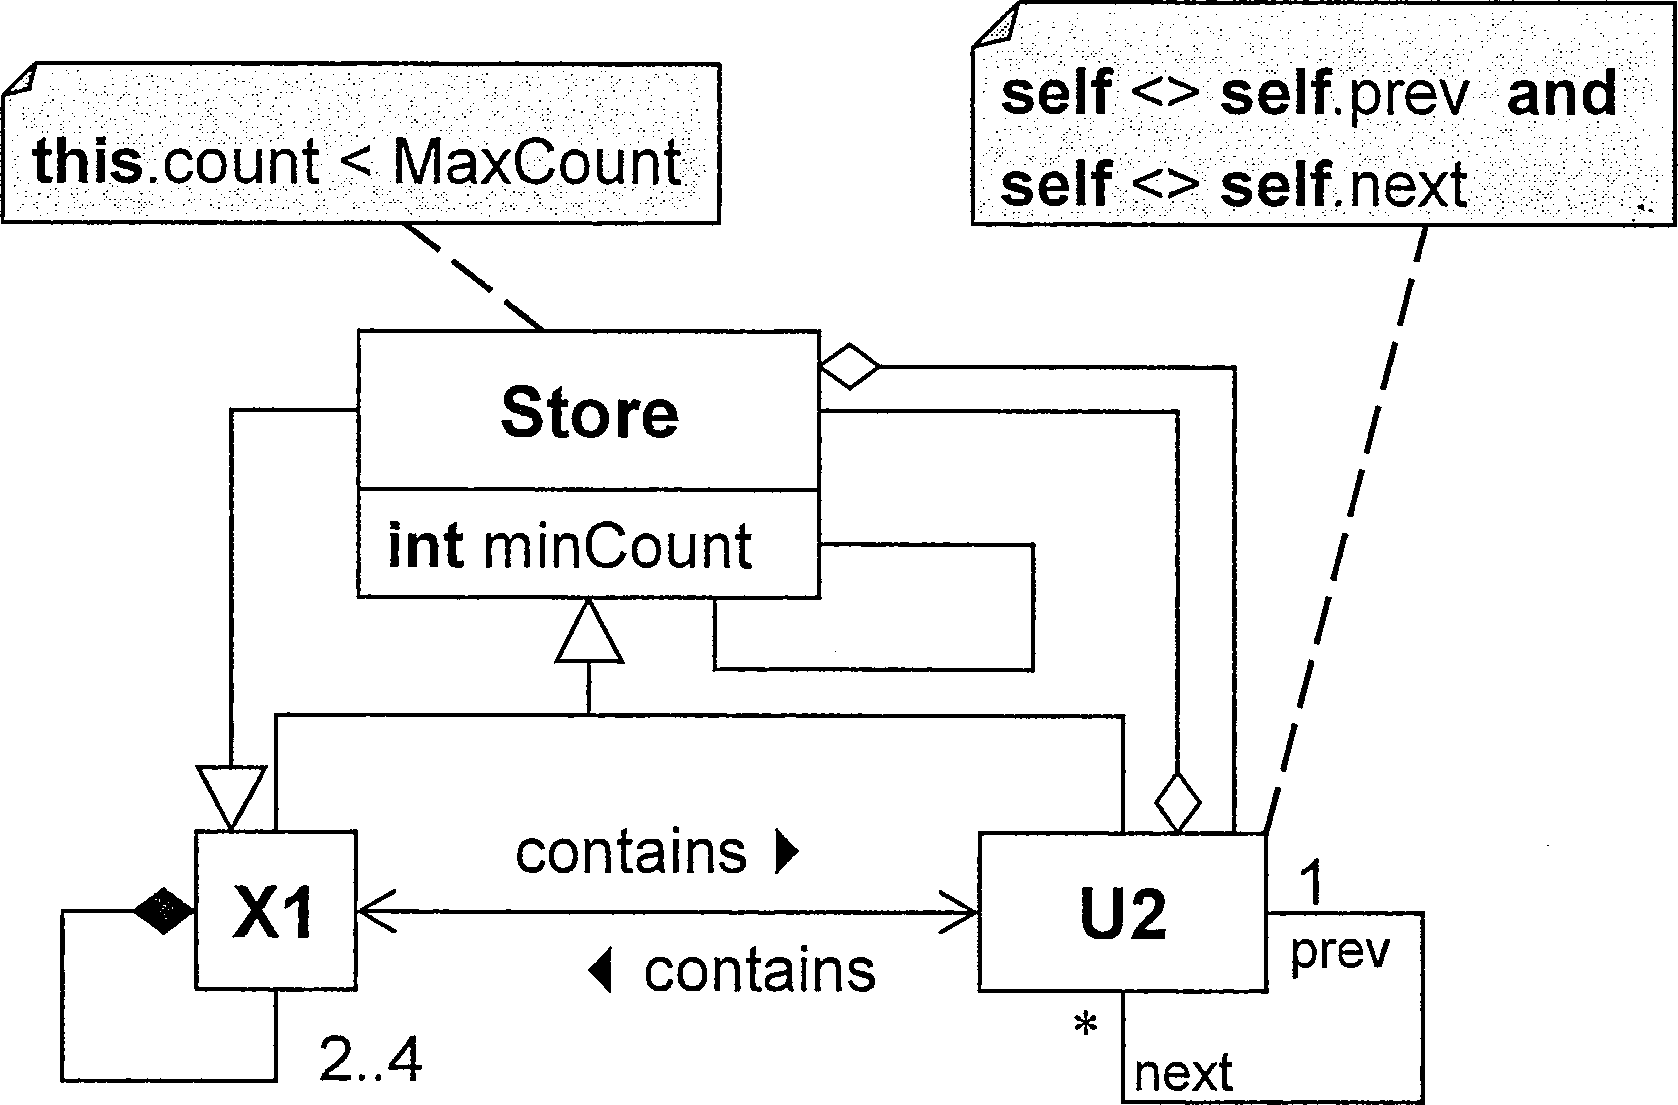 this.count < MaxCount
self <> self.prev and
self <> self.next
Store
int minCount
contains ▶
X1
U2
1
prev
◀ contains
2..4
*
next